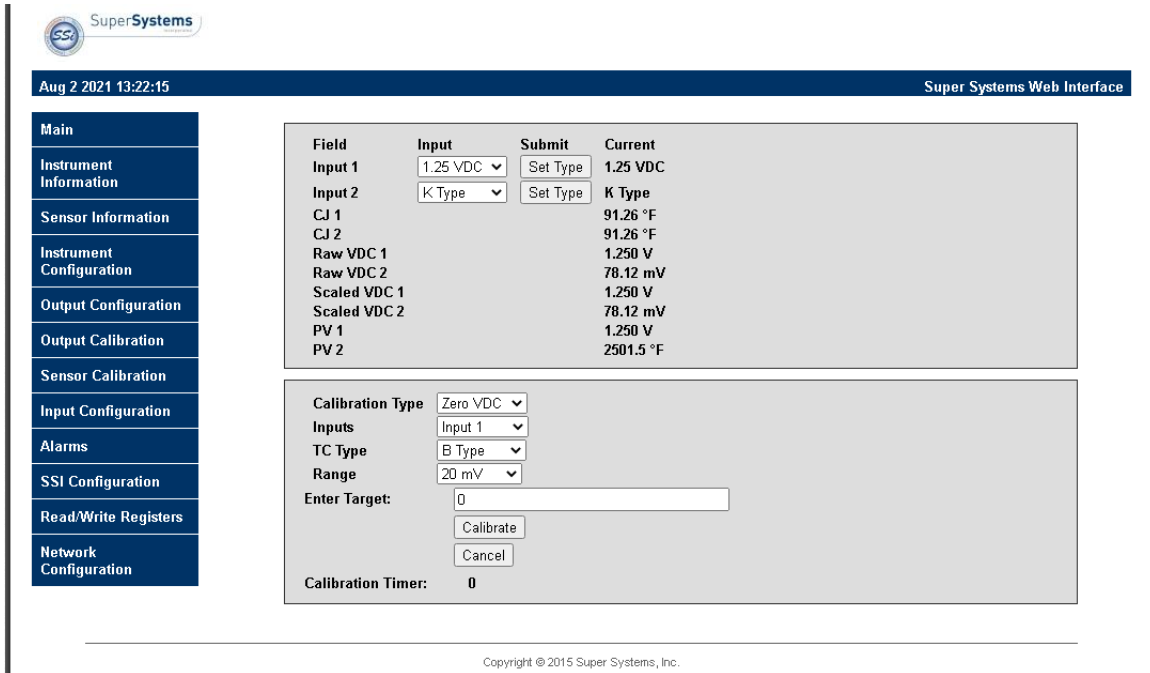 SSi SuperSystems
incorporated
Aug 2 2021 13:22:15 Super Systems Web Interface
Main
Instrument
Information
Sensor Information
Instrument
Configuration
Output Configuration
Output Calibration
Sensor Calibration
Input Configuration
Alarms
SSI Configuration
Read/Write Registers
Network
Configuration
Field Input Submit Current
Input 1 1.25 VDC Set Type 1.25 VDC
Input 2 K Type Set Type K Type
CJ 1 91.26 °F
CJ 2 91.26 °F
Raw VDC 1 1.250 V
Raw VDC 2 78.12 mV
Scaled VDC 1 1.250 V
Scaled VDC 2 78.12 mV
PV 1 1.250 V
PV 2 2501.5 °F
Calibration Type Zero VDC
Inputs Input 1
TC Type B Type
Range 20 mV
Enter Target: 0
Calibrate
Cancel
Calibration Timer: 0
Copyright © 2015 Super Systems, Inc.